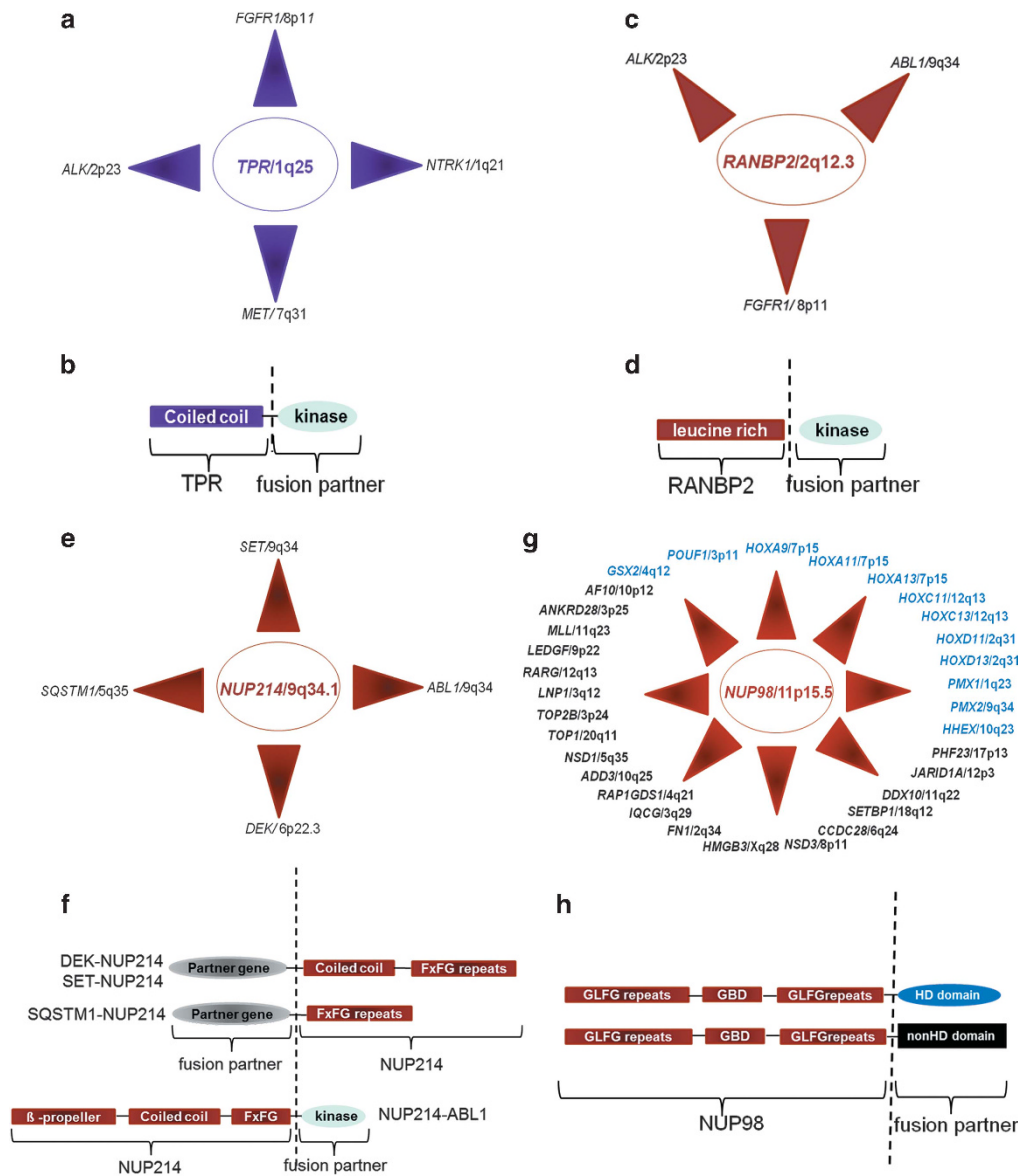 a
FGFR1/8p11
ALK/2p23
TPR/1q25
NTRK1/1q21
MET/7q31
c
ALK/2p23
ABL1/9q34
RANBP2/2q12.3
FGFR1/ 8p11
b
Coiled coil
kinase
TPR
fusion partner
d
leucine rich
kinase
RANBP2
fusion partner
e
SET/9q34
SQSTM1/5q35
NUP214/9q34.1
ABL1/9q34
DEK/6p22.3
g
HOXA9/7p15
POUF1/3p11
HOXA11/7p15
GSX2/4q12
HOXA13/7p15
AF10/10p12
HOXC11/12q13
ANKRD28/3p25
HOXC13/12q13
MLL/11q23
HOXD11/2q31
LEDGF/9p22
HOXD13/2q31
RARG/12q13
NUP98/11p15.5
PMX1/1q23
LNP1/3q12
PMX2/9q34
TOP2B/3p24
HHEX/10q23
TOP1/20q11
PHF23/17p13
NSD1/5q35
JARID1A/12p3
ADD3/10q25
DDX10/11q22
RAP1GDS1/4q21
SETBP1/18q12
IQCG/3q29
CCDC28/6q24
FN1/2q34
HMGB3/Xq28
NSD3/8p11
f
DEK-NUP214
SET-NUP214
Partner gene
Coiled coil
FxFG repeats
SQSTM1-NUP214
Partner gene
FxFG repeats
fusion partner
NUP214
ß -propeller
Coiled coil
FxFG
kinase
NUP214-ABL1
NUP214
fusion partner
h
GLFG repeats
GBD
GLFGrepeats
HD domain
GLFG repeats
GBD
GLFGrepeats
nonHD domain
NUP98
fusion partner